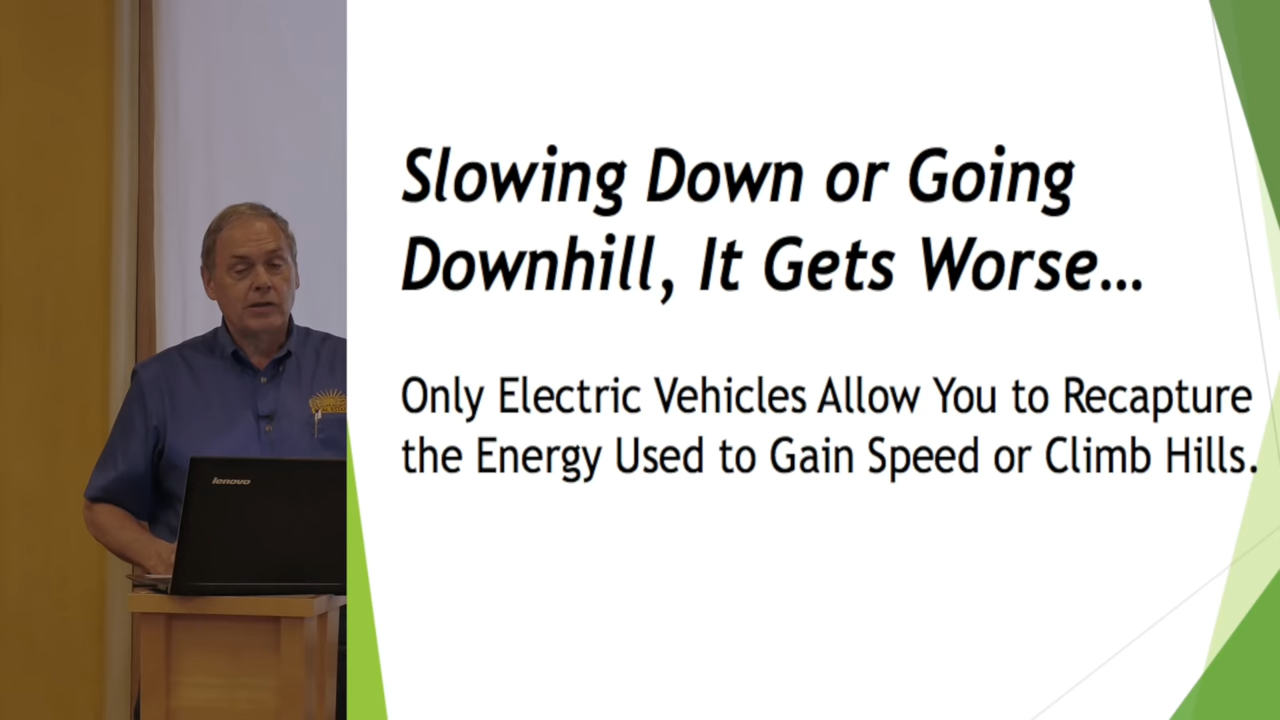 Slowing Down or Going
Downhill, It Gets Worse...
Only Electric Vehicles Allow You to Recapture
the Energy Used to Gain Speed or Climb Hills.
lenovo